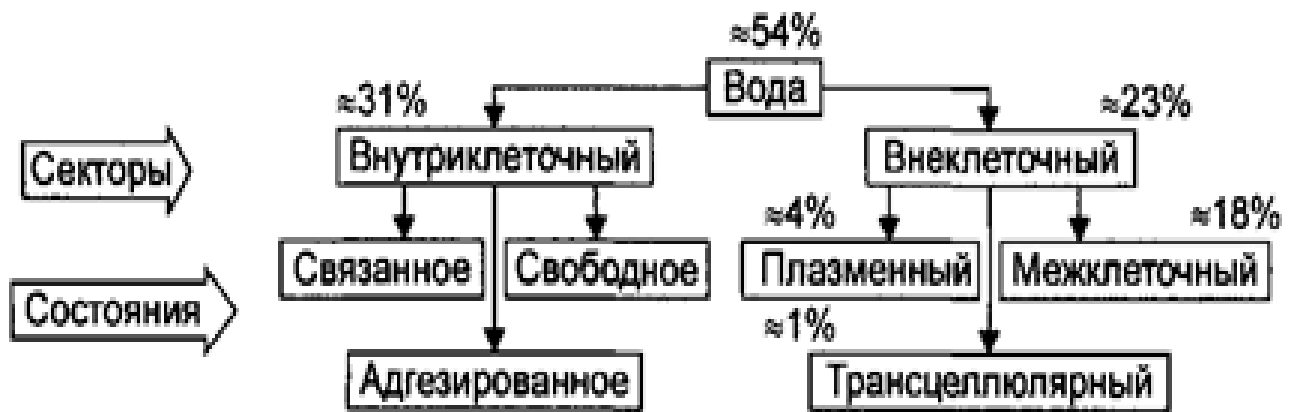 ≈54%
Вода
≈31%
≈23%
Секторы
Внутриклеточный
Внеклеточный
≈4%
≈18%
Связанное
Свободное
Плазменный
Межклеточный
Состояния
≈1%
Адгезированное
Трансцеллюлярный